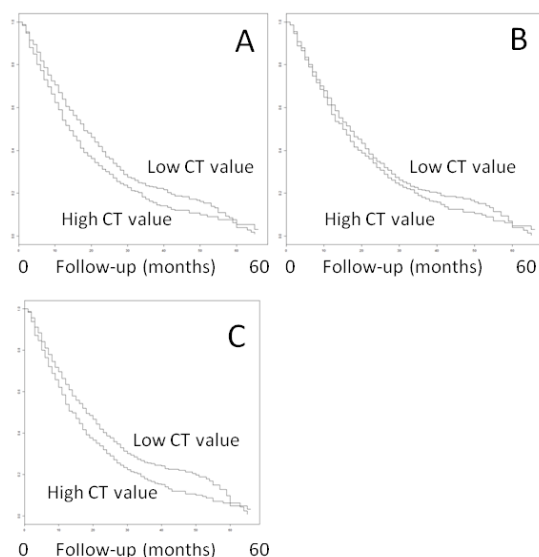 A
Low CT value
High CT value
0 Follow-up (months) 60
B
Low CT value
High CT value
0 Follow-up (months) 60
C
Low CT value
High CT value
0 Follow-up (months) 60